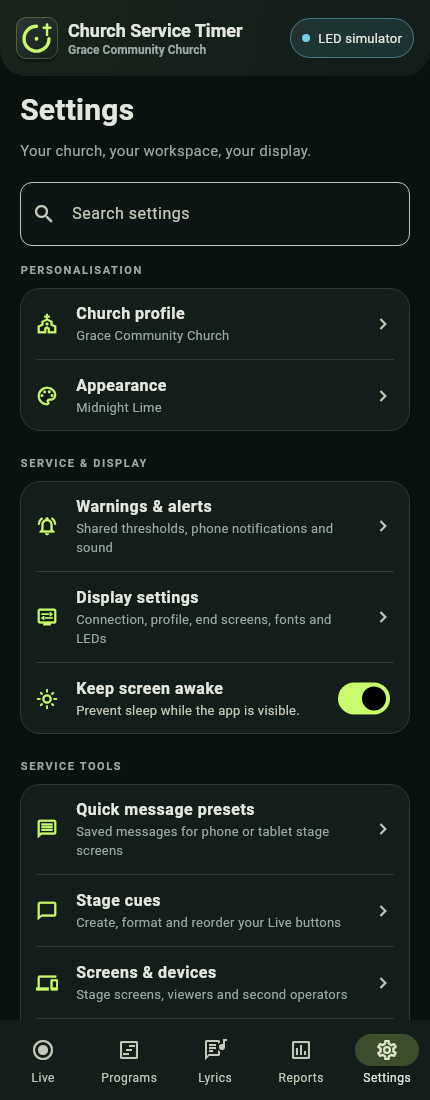 Church Service Timer
Grace Community Church
LED simulator
Settings
Your church, your workspace, your display.
Search settings
PERSONALISATION
Church profile
Grace Community Church
Appearance
Midnight Lime
SERVICE & DISPLAY
Warnings & alerts
Shared thresholds, phone notifications and
sound
Display settings
Connection, profile, end screens, fonts and
LEDs
Keep screen awake
Prevent sleep while the app is visible.
SERVICE TOOLS
Quick message presets
Saved messages for phone or tablet stage
screens
Stage cues
Create, format and reorder your Live buttons
Screens & devices
Stage screens, viewers and second operators
Live
Programs
Lyrics
Reports
Settings